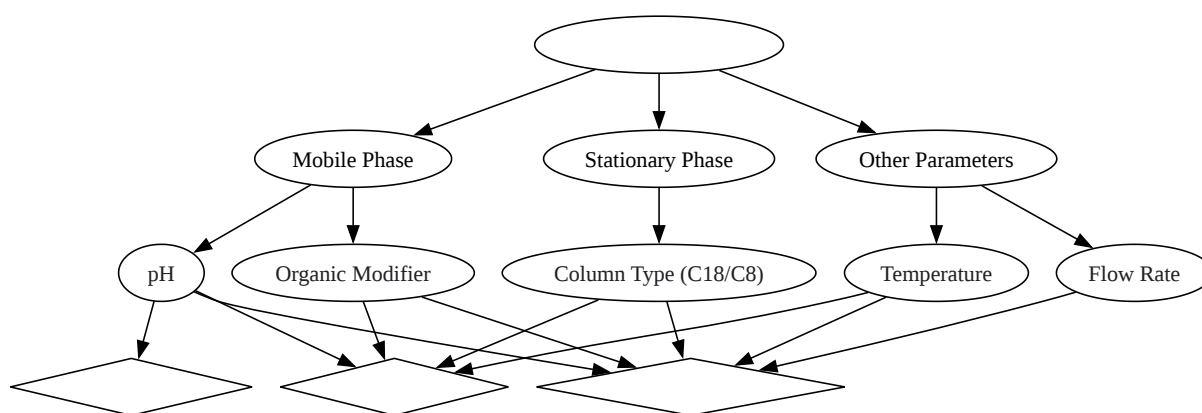 Mobile Phase
Stationary Phase
Other Parameters
pH
Organic Modifier
Column Type (C18/C8)
Temperature
Flow Rate